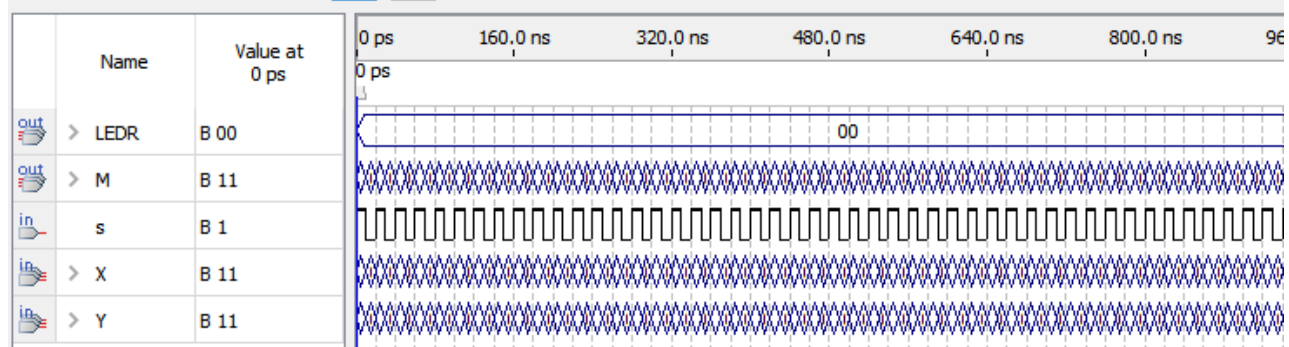 Name
Value at
0 ps
0 ps 160.0 ns 320.0 ns 480.0 ns 640.0 ns 800.0 ns 96
0 ps
out > LEDR B 00 00
out > M B 11
in s B 1
in > X B 11
in > Y B 11